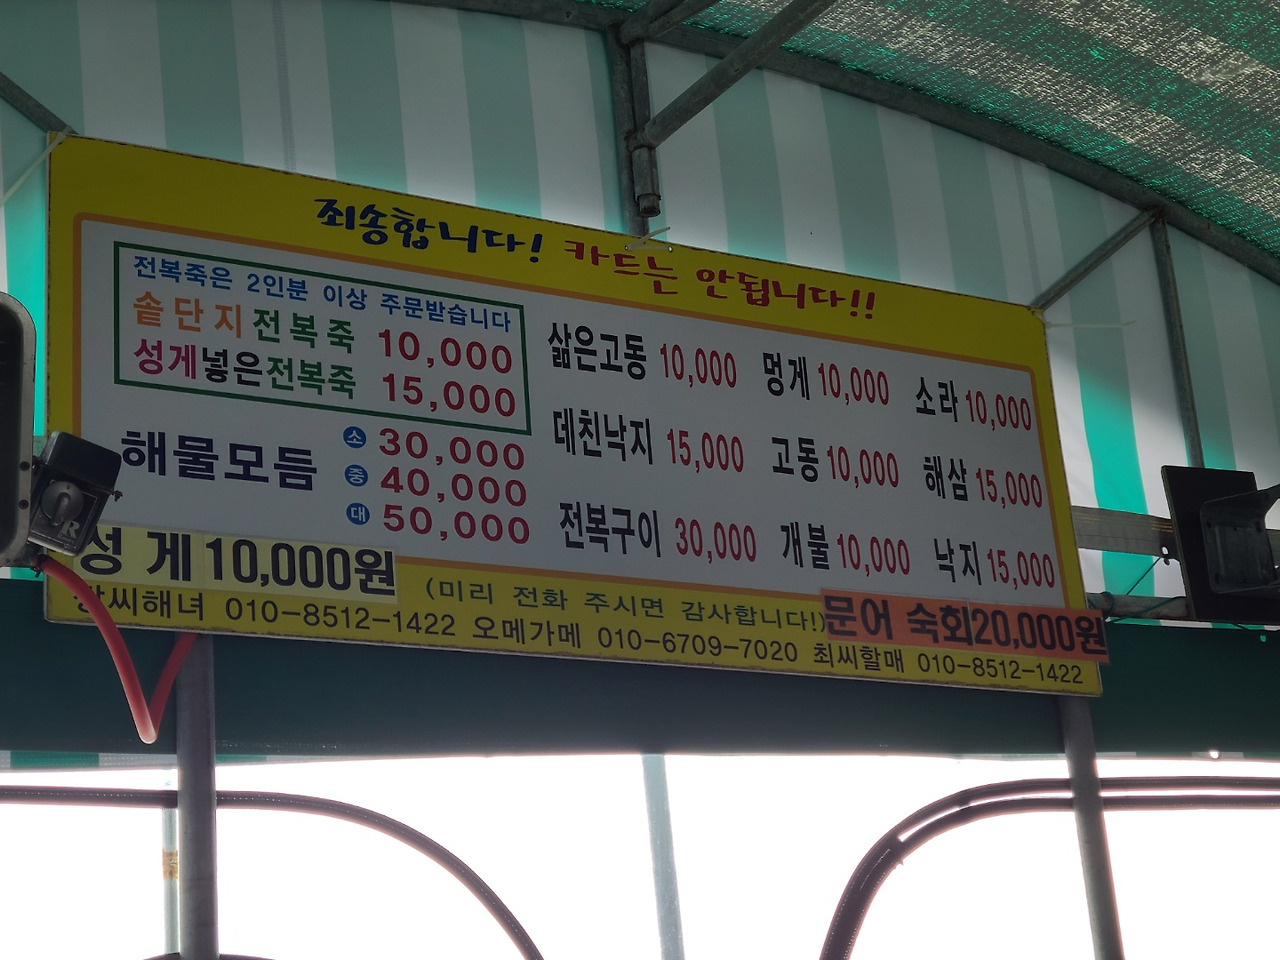 죄송합니다! 카드는 안됩니다!!
전복죽은 2인분 이상 주문받습니다
솥단지전복죽 10,000
성게넣은전복죽 15,000
해물모듬 소 30,000
중 40,000
대 50,000
삶은고동 10,000 멍게 10,000 소라 10,000
데친낙지 15,000 고동 10,000 해삼 15,000
전복구이 30,000 개불 10,000 낙지 15,000
성게 10,000원
(미리 전화 주시면 감사합니다!)
문어 숙회 20,000원
씨해녀 010-8512-1422 오메가메 010-6709-7020 최씨할매 010-8512-1422
R